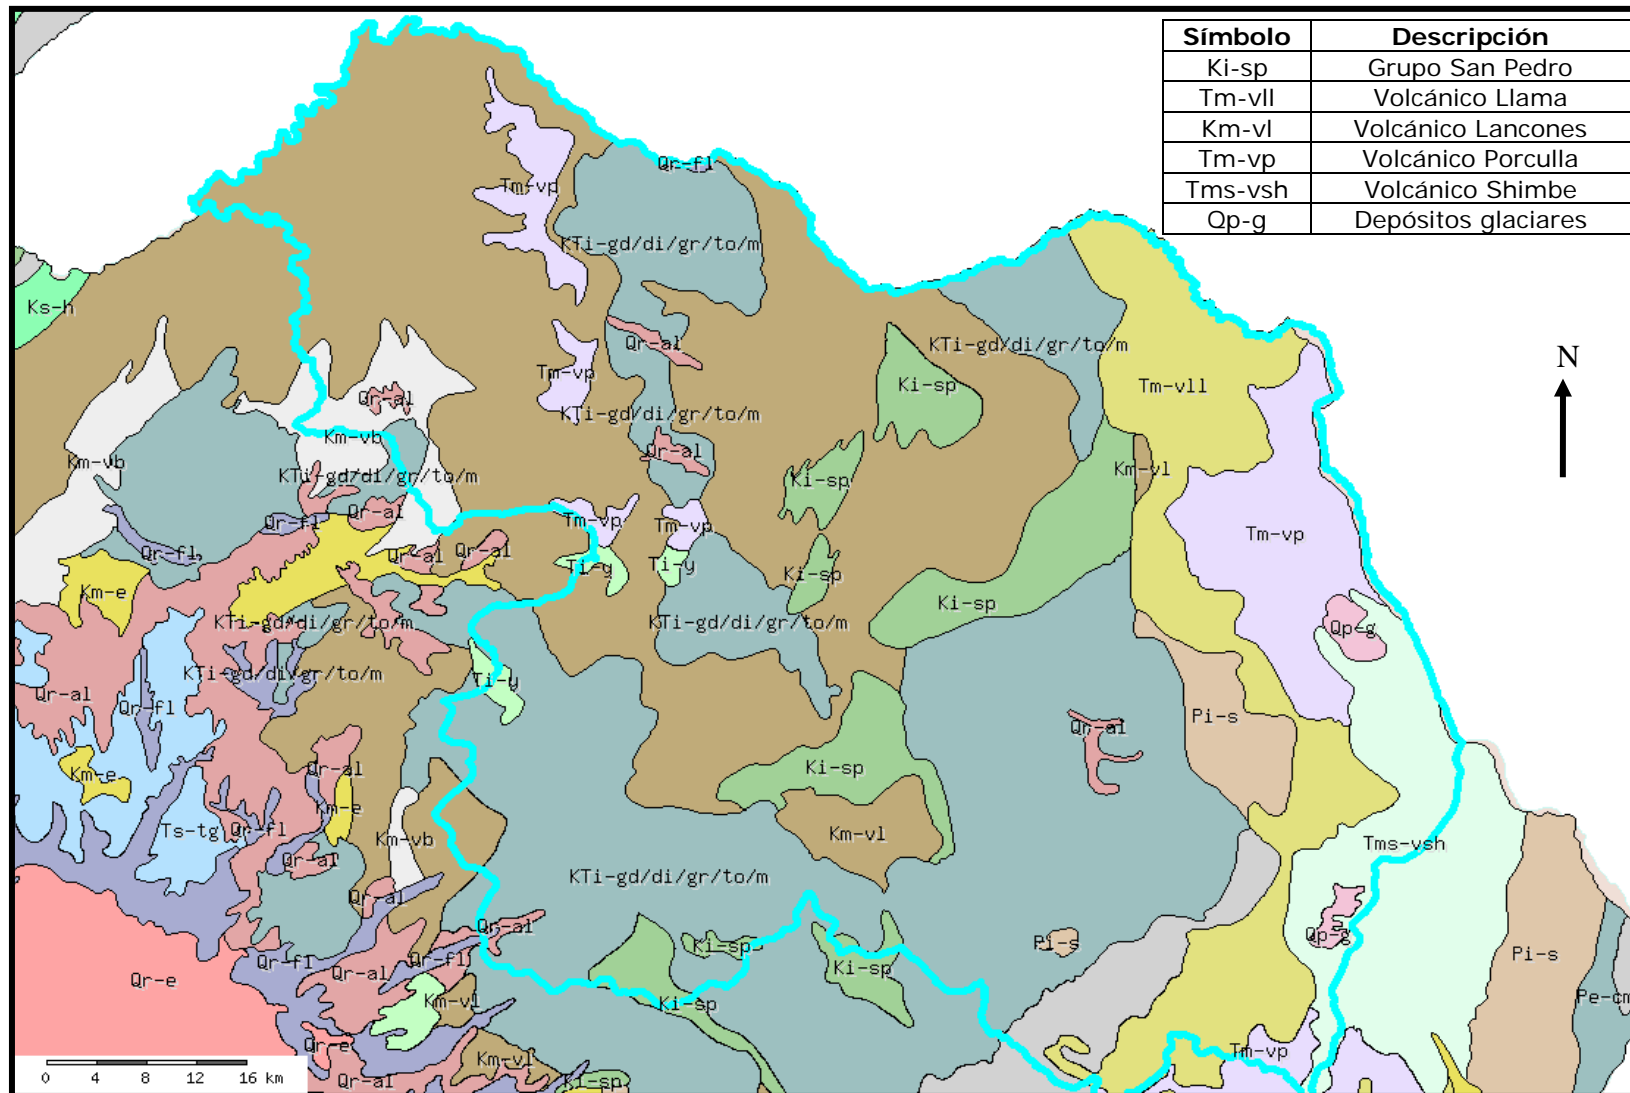 Símbolo Descripción
Ki-sp Grupo San Pedro
Tm-vll Volcánico Llama
Km-vl Volcánico Lancones
Tm-vp Volcánico Porculla
Tms-vsh Volcánico Shimbe
Qp-g Depósitos glaciares
Qr-fl
Tm-vp
KTi-gd/di/gr/to/m
Ks-h
Qr-al
KTi-gd/di/gr/to/m
N
Tm-vp
Ki-sp
Tm-vll
Qr-al
KTi-gd/di/gr/to/m
Km-vb
Qr-al
Km-vb
Km-vl
KTi-gd/di/gr/to/m
Ki-sp
Qr-al
Qr-fl
Tm-vp
Tm-vp
Tm-vp
Qr-fl
Qr-al
Qr-al
Ti-y
Ti-y
Ki-sp
Km-e
Ki-sp
KTi-gd/di/gr/to/m
KTi-gd/di/gr/to/m
Qp-g
KTi-gd/di/gr/to/m
Ti-y
Qr-al
Qr-fl
Pi-s
Qr-al
Km-e
Qr-al
Ki-sp
Km-e
Ts-tg
Qr-fl
Km-vb
Km-vl
Tms-vsh
Qr-al
KTi-gd/di/gr/to/m
Qr-al
Qr-al
Qp-g
Ki-sp
Pi-s
Qr-fl
Qr-fl
Qr-al
Ki-sp
Pi-s
Qr-e
Km-vl
Ki-sp
Pe-cm
Qr-e
Km-vl
Tm-vp
0 4 8 12 16 km
Qr-al
Ki-sp